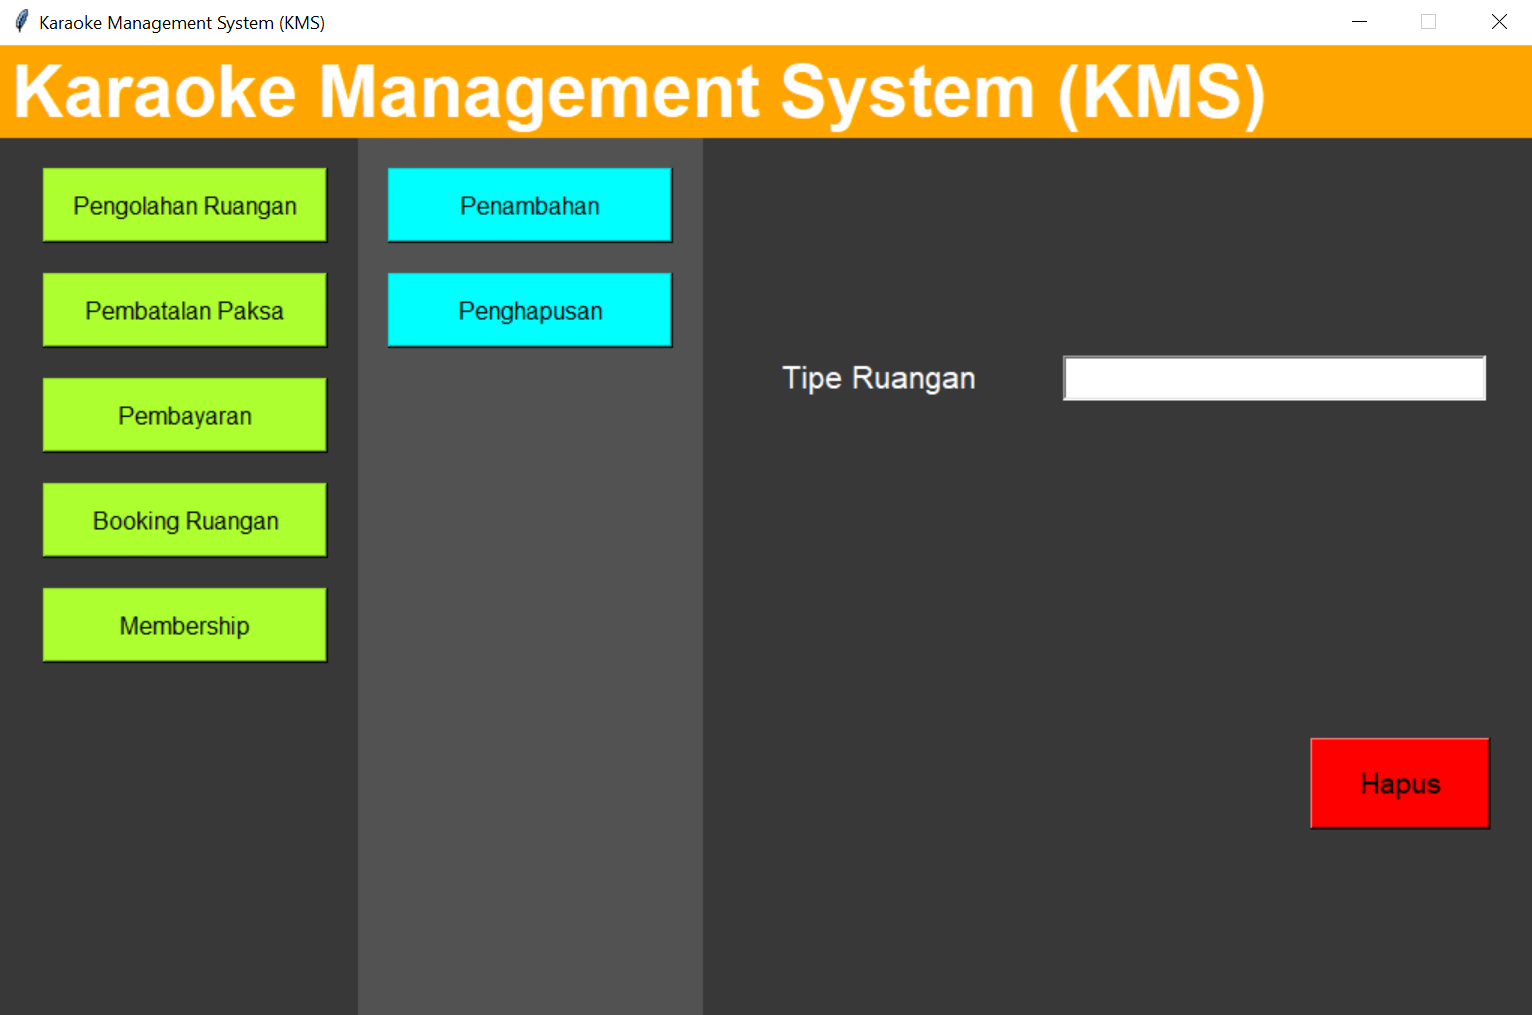 Karaoke Management System (KMS)
Karaoke Management System (KMS)
Pengolahan Ruangan
Pembatalan Paksa
Pembayaran
Booking Ruangan
Membership
Penambahan
Penghapusan
Tipe Ruangan
Hapus